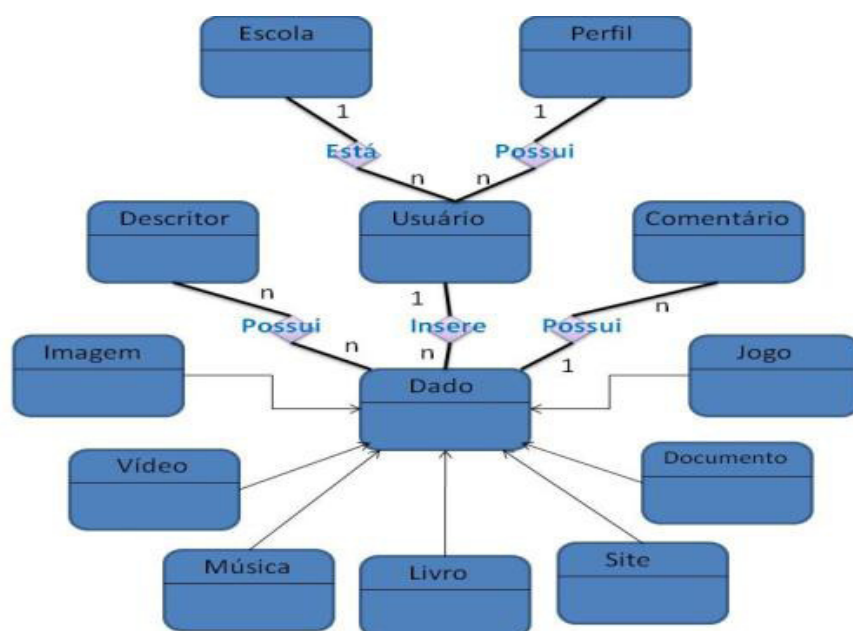 Escola
Perfil
1
1
Está
Possui
n
n
Descritor
Usuário
Comentário
n
1
n
Possui
Insere
Possui
Imagem
n
n
1
Jogo
Dado
Vídeo
Documento
Música
Livro
Site